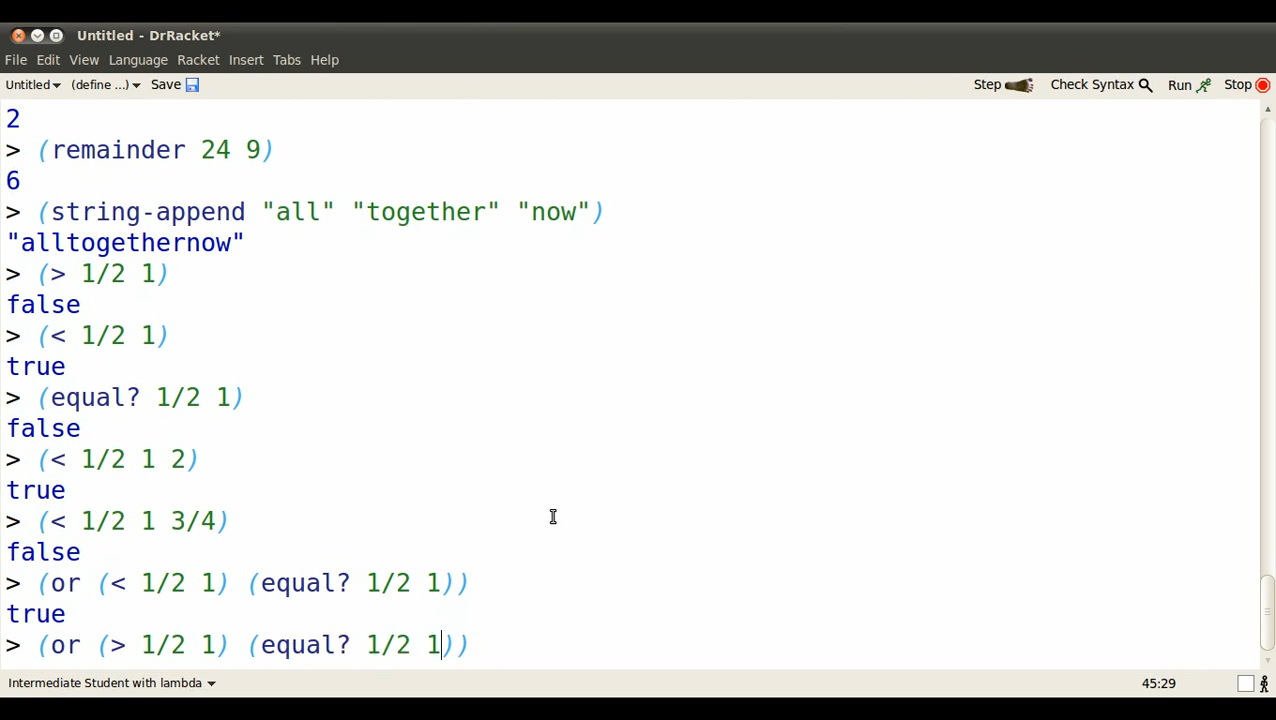 Untitled - DrRacket*
File Edit View Language Racket Insert Tabs Help
Untitled (define ...) Save Step Check Syntax Run Stop
2
> (remainder 24 9)
6
> (string-append "all" "together" "now")
"alltogethernow"
> (> 1/2 1)
false
> (< 1/2 1)
true
> (equal? 1/2 1)
false
> (< 1/2 1 2)
true
> (< 1/2 1 3/4)
false
> (or (< 1/2 1) (equal? 1/2 1))
true
> (or (> 1/2 1) (equal? 1/2 1))
Intermediate Student with lambda 45:29